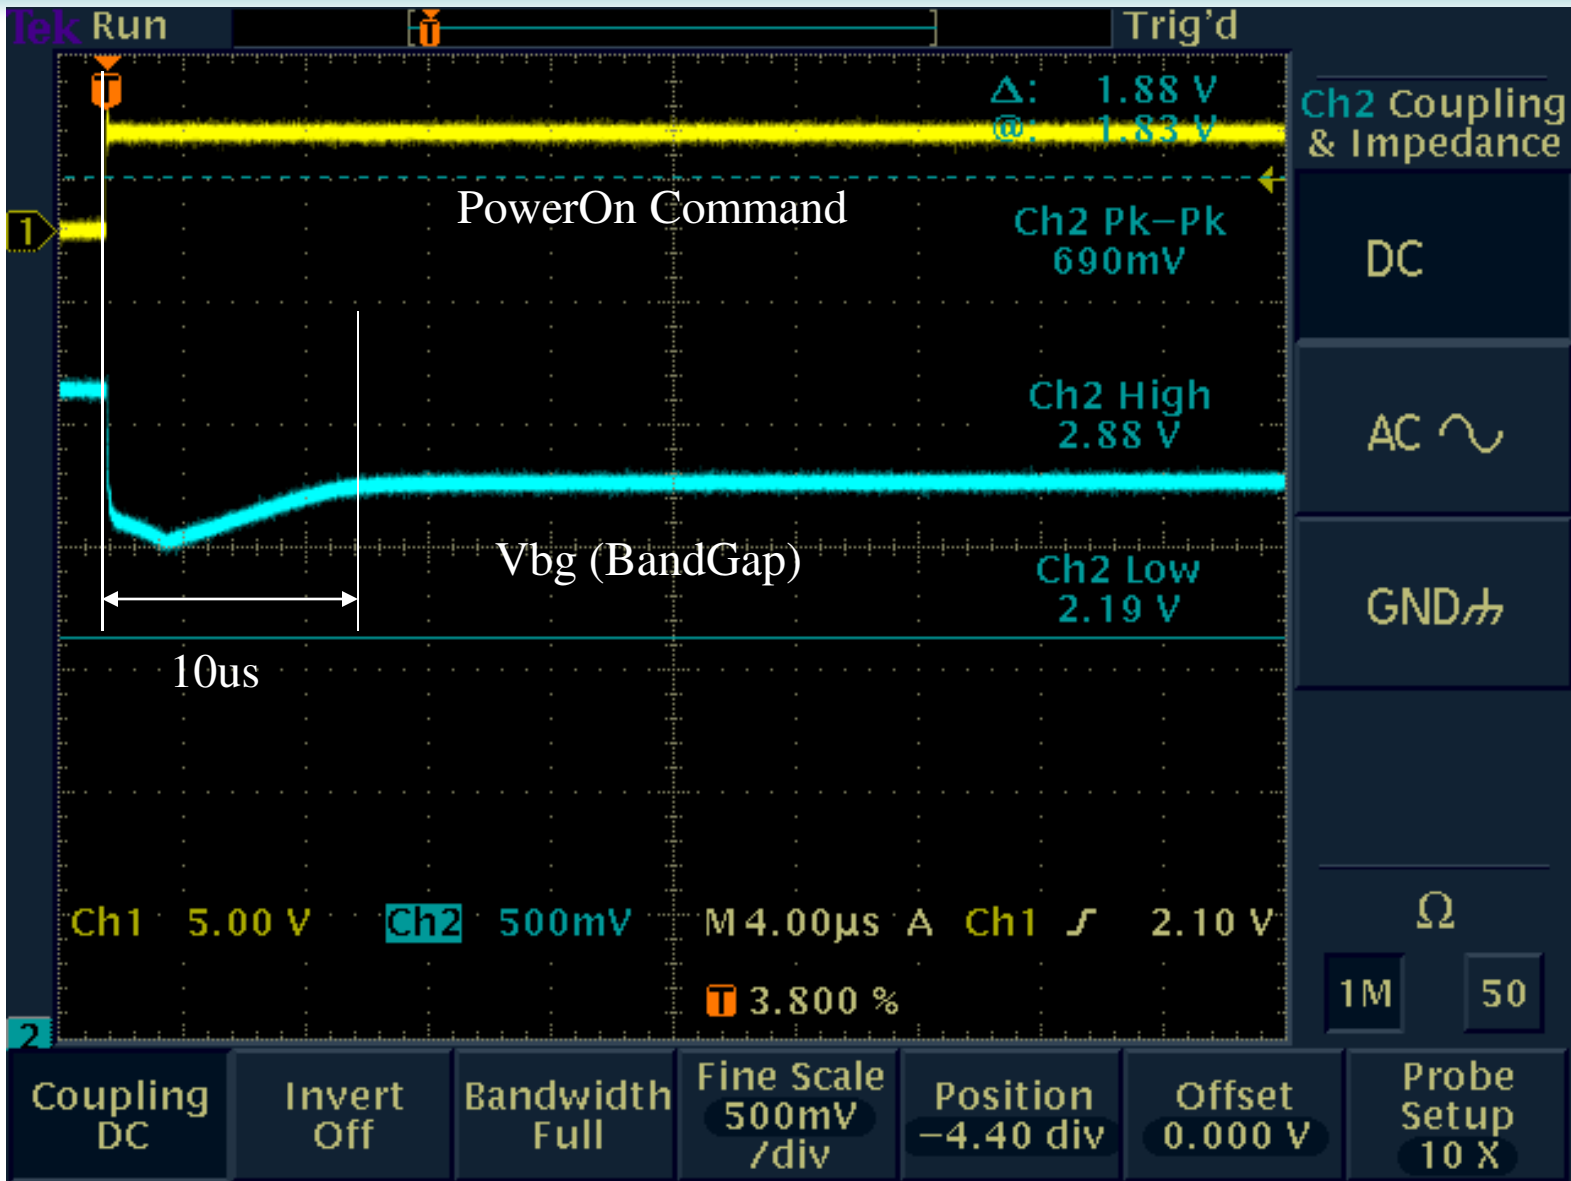 Tek Run Trig'd
T
T
Δ: 1.88 V
@: 1.83 V
Ch2 Coupling
& Impedance
PowerOn Command
1
Ch2 Pk-Pk
690mV
DC
Ch2 High
2.88 V
AC
Vbg (BandGap)
Ch2 Low
2.19 V
GND
10us
Ch1 5.00 V Ch2 500mV M 4.00µs A Ch1 2.10 V
Ω
T 3.800 %
1M 50
2
Coupling
DC
Invert
Off
Bandwidth
Full
Fine Scale
500mV
/div
Position
-4.40 div
Offset
0.000 V
Probe
Setup
10 X